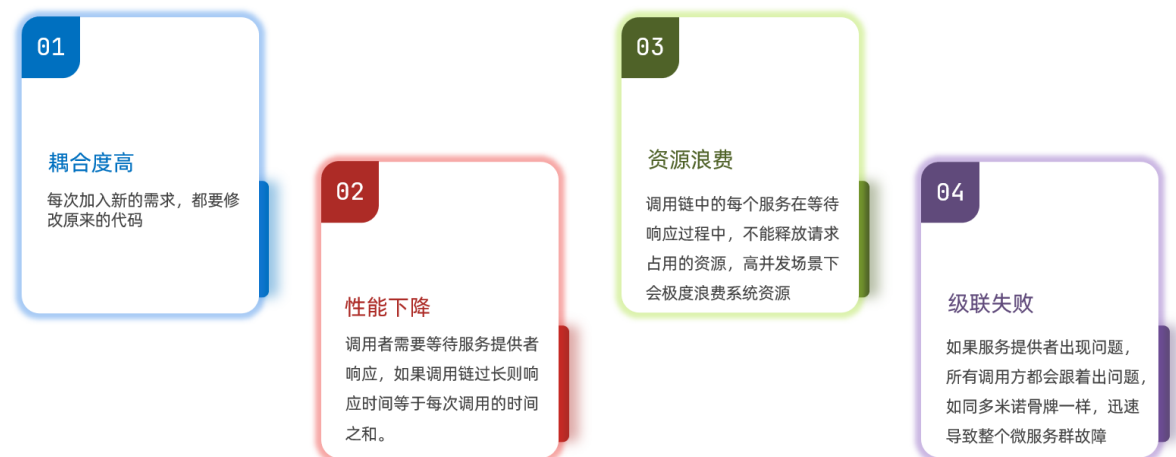 01
耦合度高
每次加入新的需求，都要修
改原来的代码
02
性能下降
调用者需要等待服务提供者
响应，如果调用链过长则响
应时间等于每次调用的时间
之和。
03
资源浪费
调用链中的每个服务在等待
响应过程中，不能释放请求
占用的资源，高并发场景下
会极度浪费系统资源
04
级联失败
如果服务提供者出现问题，
所有调用方都会跟着出问题，
如同多米诺骨牌一样，迅速
导致整个微服务群故障